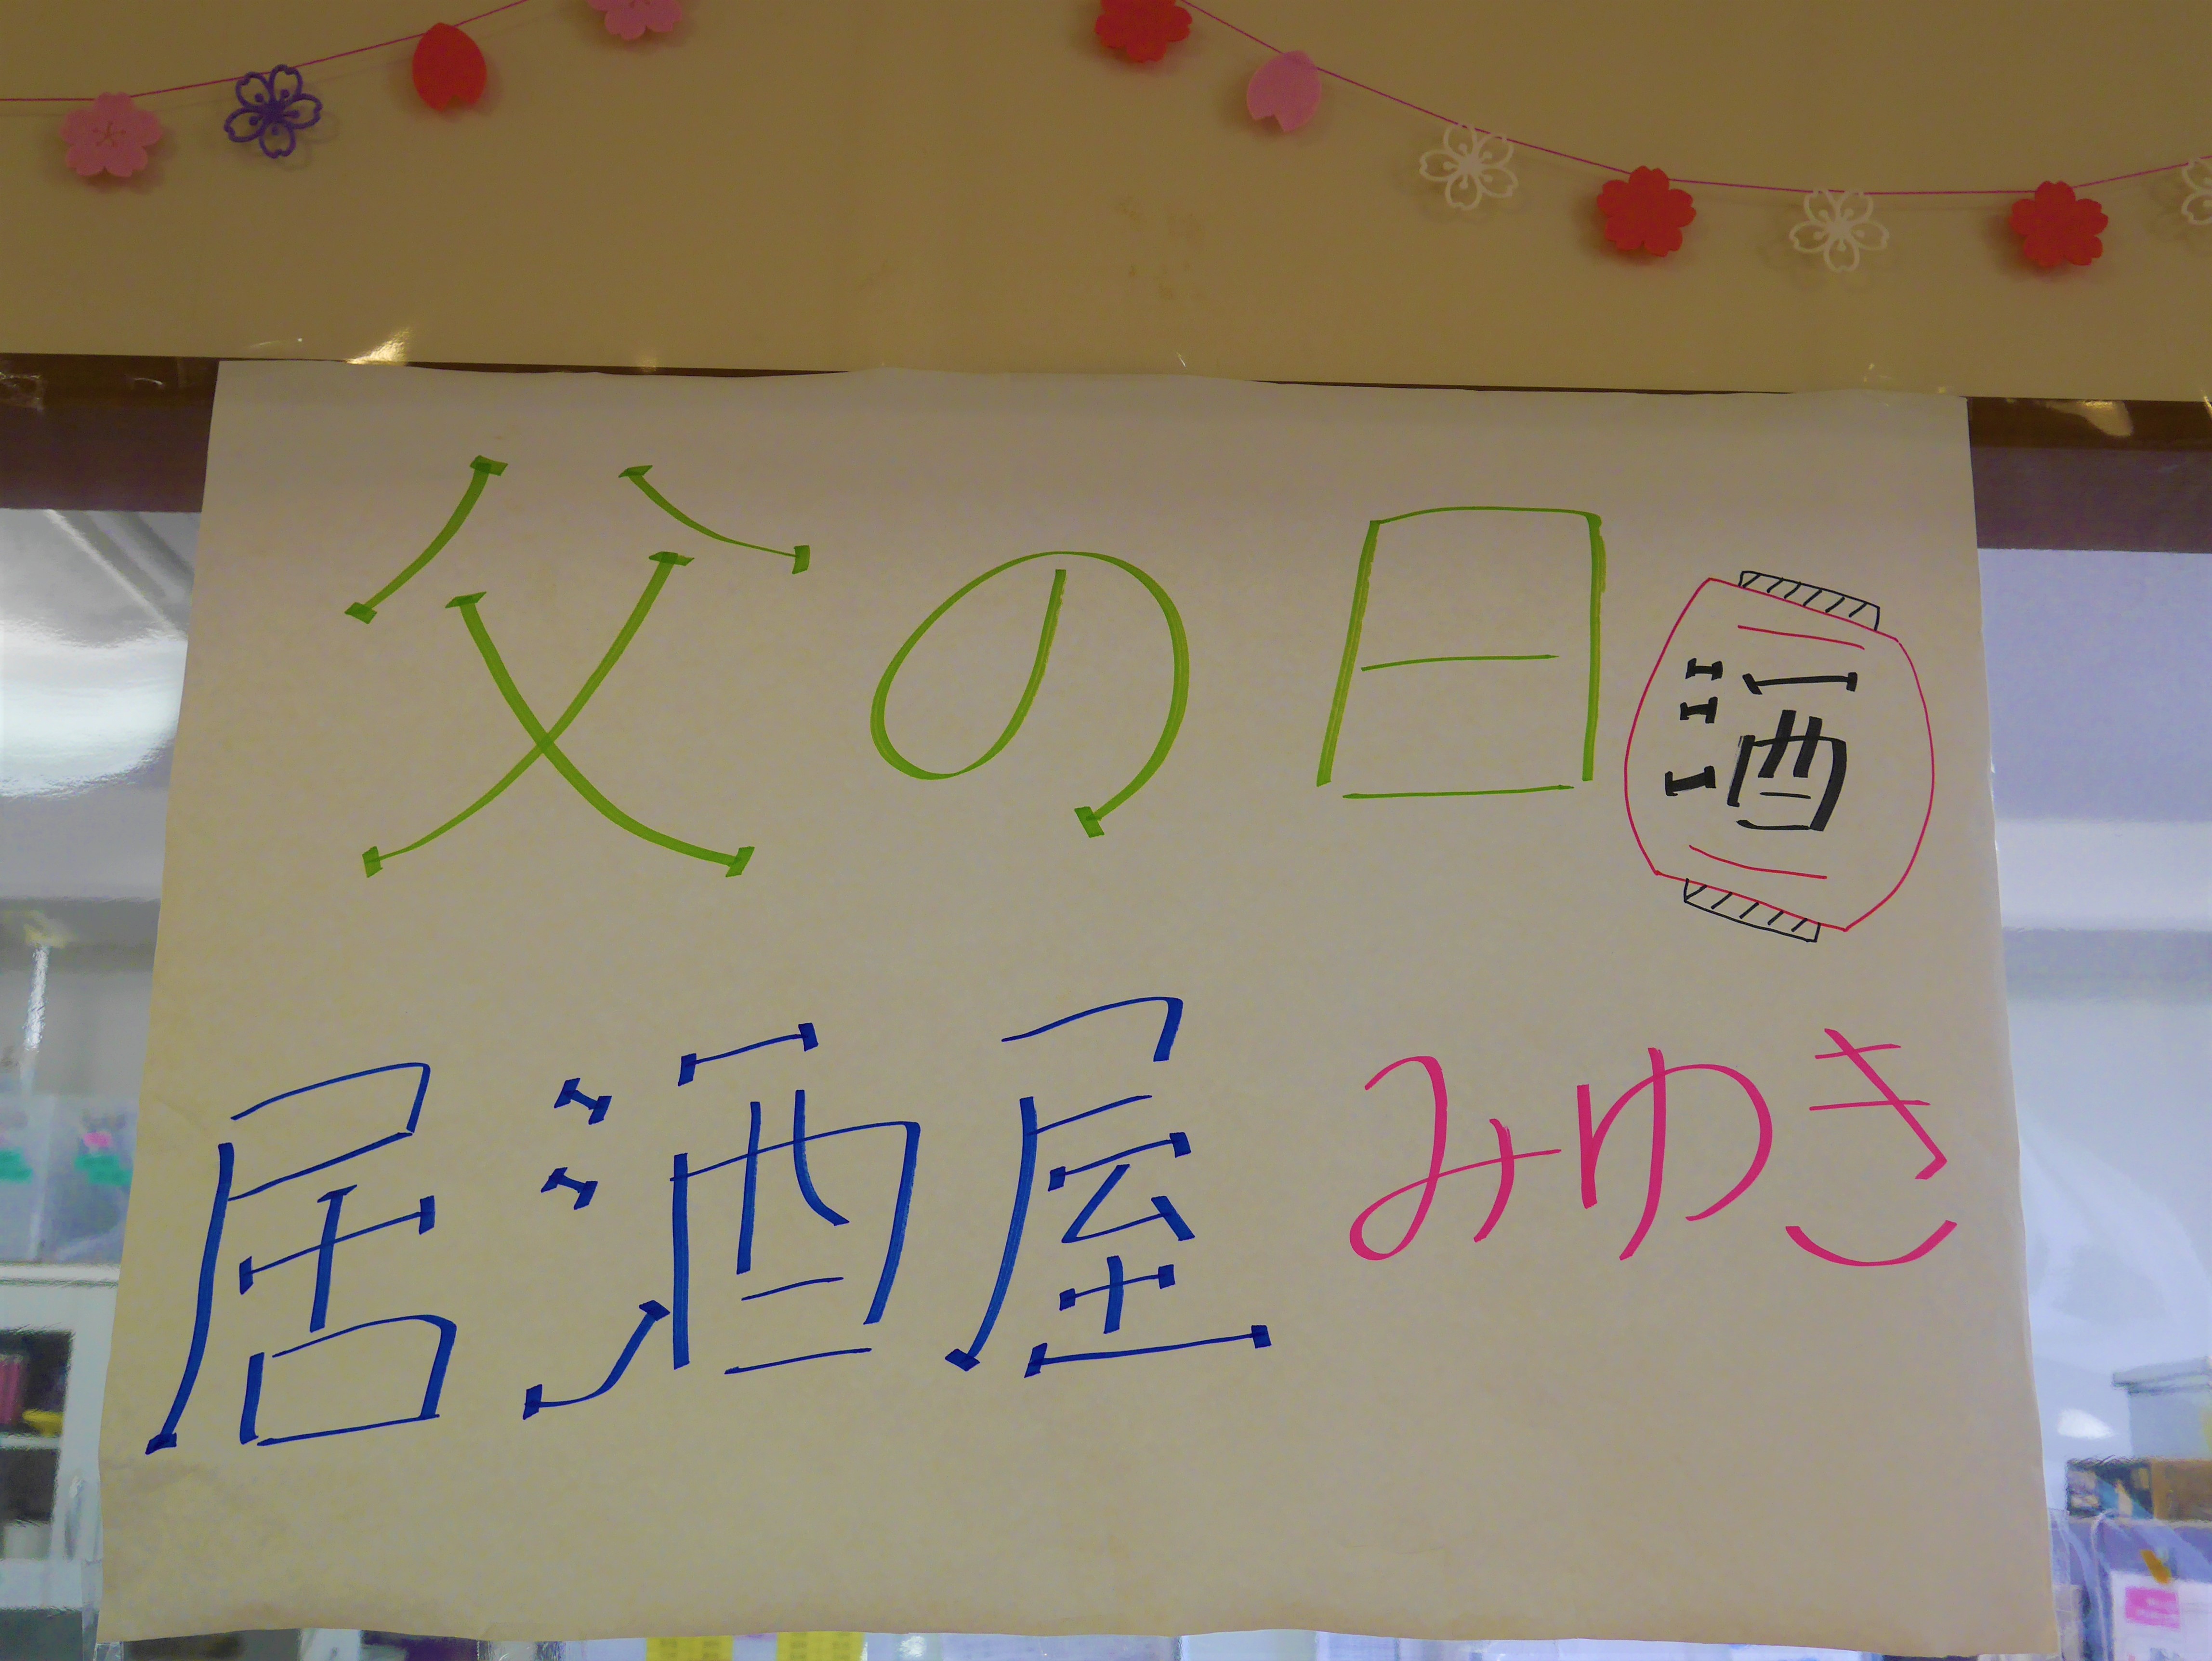 父の日
酒
居酒屋 みゆき